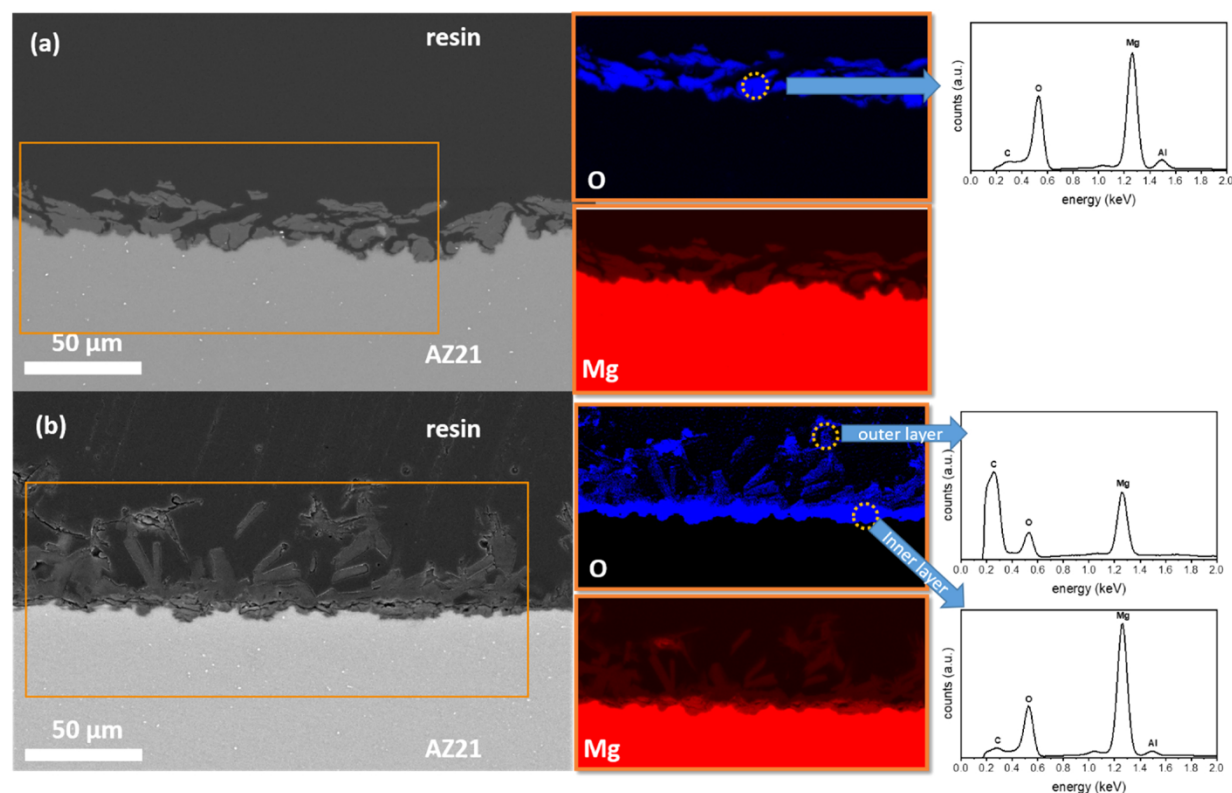 (a)
resin
50 µm
AZ21
O
Mg
counts (a.u.)
C
O
Mg
Al
0.0 0.2 0.4 0.6 0.8 1.0 1.2 1.4 1.6 1.8 2.0
energy (keV)
(b)
resin
50 µm
AZ21
O
outer layer
Inner layer
Mg
counts (a.u.)
C
O
Mg
0.0 0.2 0.4 0.6 0.8 1.0 1.2 1.4 1.6 1.8 2.0
energy (keV)
counts (a.u.)
C
O
Mg
Al
0.0 0.2 0.4 0.6 0.8 1.0 1.2 1.4 1.6 1.8 2.0
energy (keV)